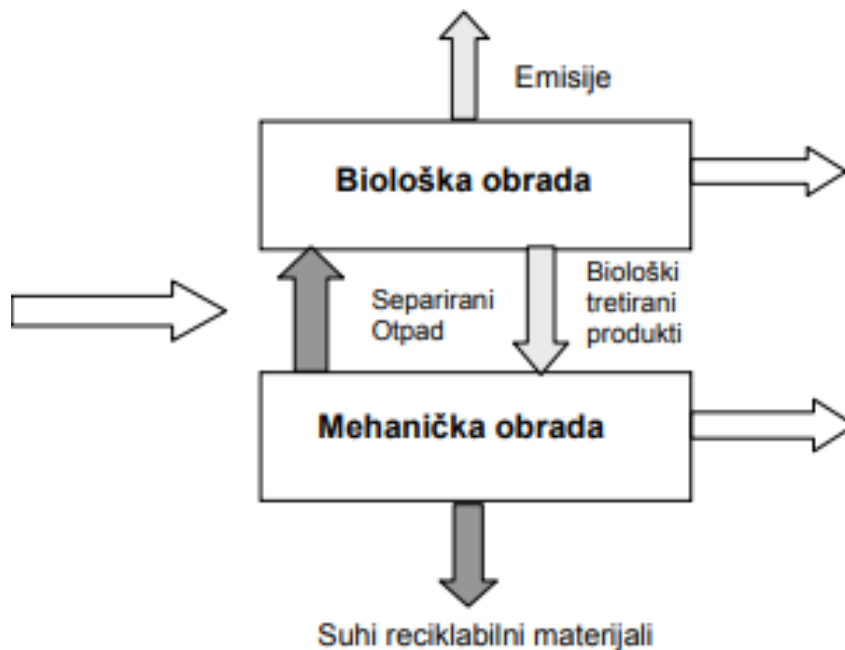 Emisije
Biološka obrada
Separirani
Otpad
Biološki
tretirani
produkti
Mehanička obrada
Suhi reciklabilni materijali